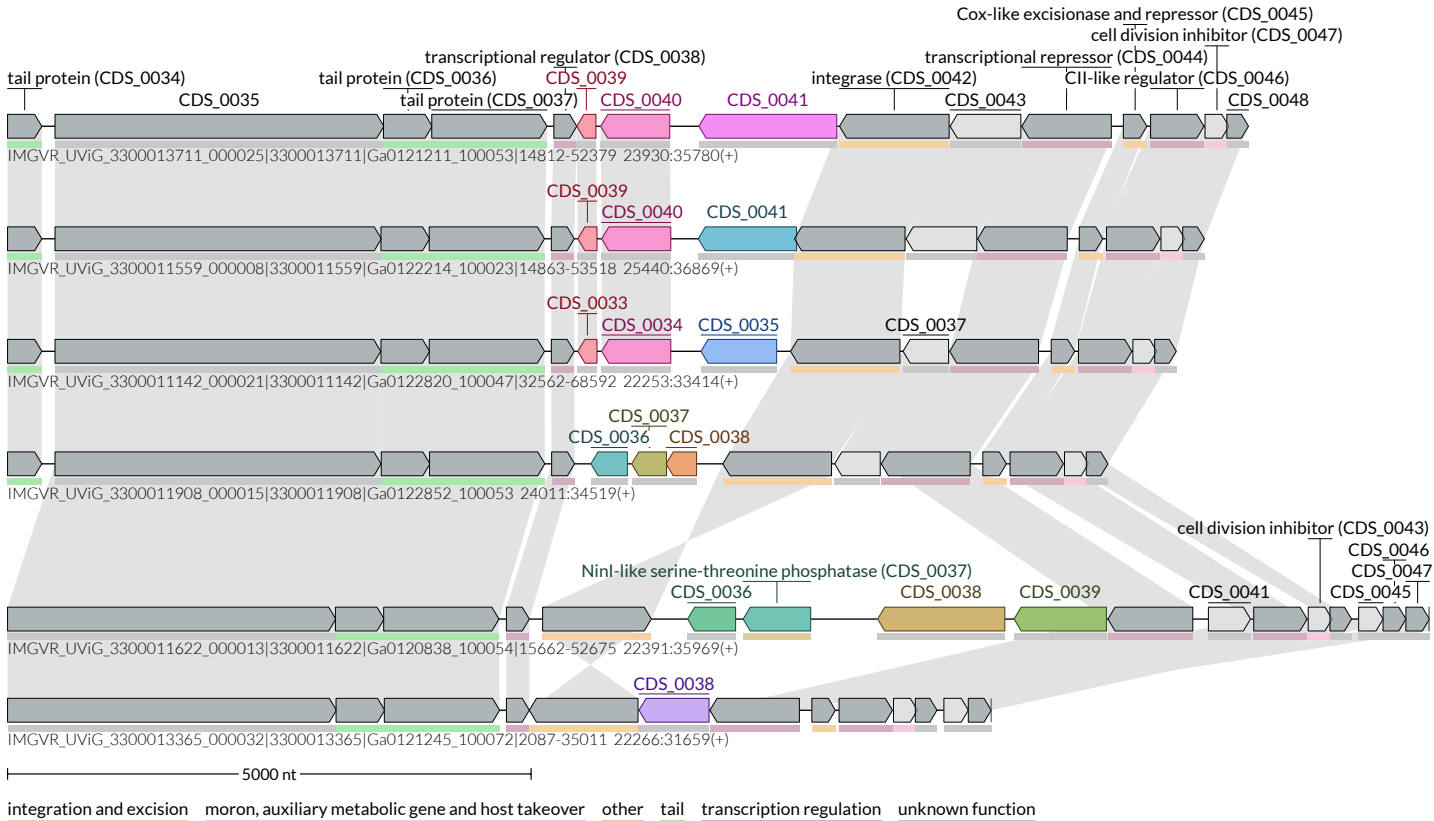 Cox-like excisionase and repressor (CDS_0045)
cell division inhibitor (CDS_0047)
transcriptional regulator (CDS_0038)
transcriptional repressor (CDS_0044)
tail protein (CDS_0034)
tail protein (CDS_0036)
CDS_0039
integrase (CDS_0042)
CII-like regulator (CDS_0046)
CDS_0035
tail protein (CDS_0037)
CDS_0040
CDS_0041
CDS_0043
CDS_0048
IMGVR_UViG_3300013711_000025|3300013711|Ga0121211_100053|14812-52379 23930:35780(+)
CDS_0039
CDS_0040
CDS_0041
IMGVR_UViG_3300011559_000008|3300011559|Ga0122214_100023|14863-53518 25440:36869(+)
CDS_0033
CDS_0034
CDS_0035
CDS_0037
IMGVR_UViG_3300011142_000021|3300011142|Ga0122820_100047|32562-68592 22253:33414(+)
CDS_0037
CDS_0036
CDS_0038
IMGVR_UViG_3300011908_000015|3300011908|Ga0122852_100053 24011:34519(+)
cell division inhibitor (CDS_0043)
CDS_0046
NinI-like serine-threonine phosphatase (CDS_0037)
CDS_0047
CDS_0036
CDS_0038
CDS_0039
CDS_0041
CDS_0045
IMGVR_UViG_3300011622_000013|3300011622|Ga0120838_100054|15662-52675 22391:35969(+)
CDS_0038
IMGVR_UViG_3300013365_000032|3300013365|Ga0121245_100072|2087-35011 22266:31659(+)
5000 nt
integration and excision moron, auxiliary metabolic gene and host takeover other tail transcription regulation unknown function